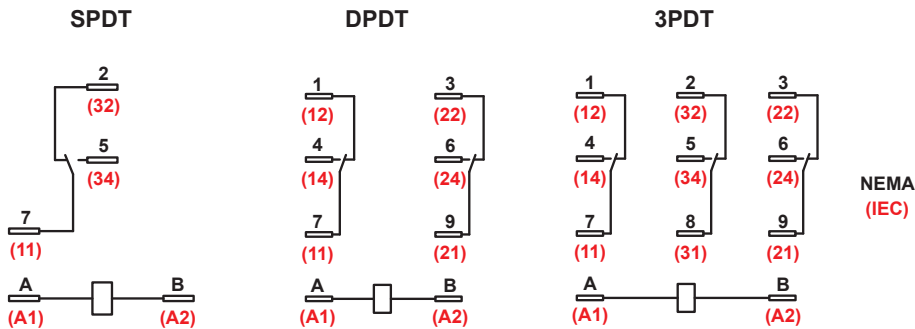 SPDT DPDT 3PDT
2
(32)
5
(34)
7
(11)
A B
(A1) (A2)
1 3
(12) (22)
4 6
(14) (24)
7 9
(11) (21)
A B
(A1) (A2)
1 2 3
(12) (32) (22)
4 5 6
(14) (34) (24)
7 8 9
(11) (31) (21)
A B
(A1) (A2)
NEMA
(IEC)